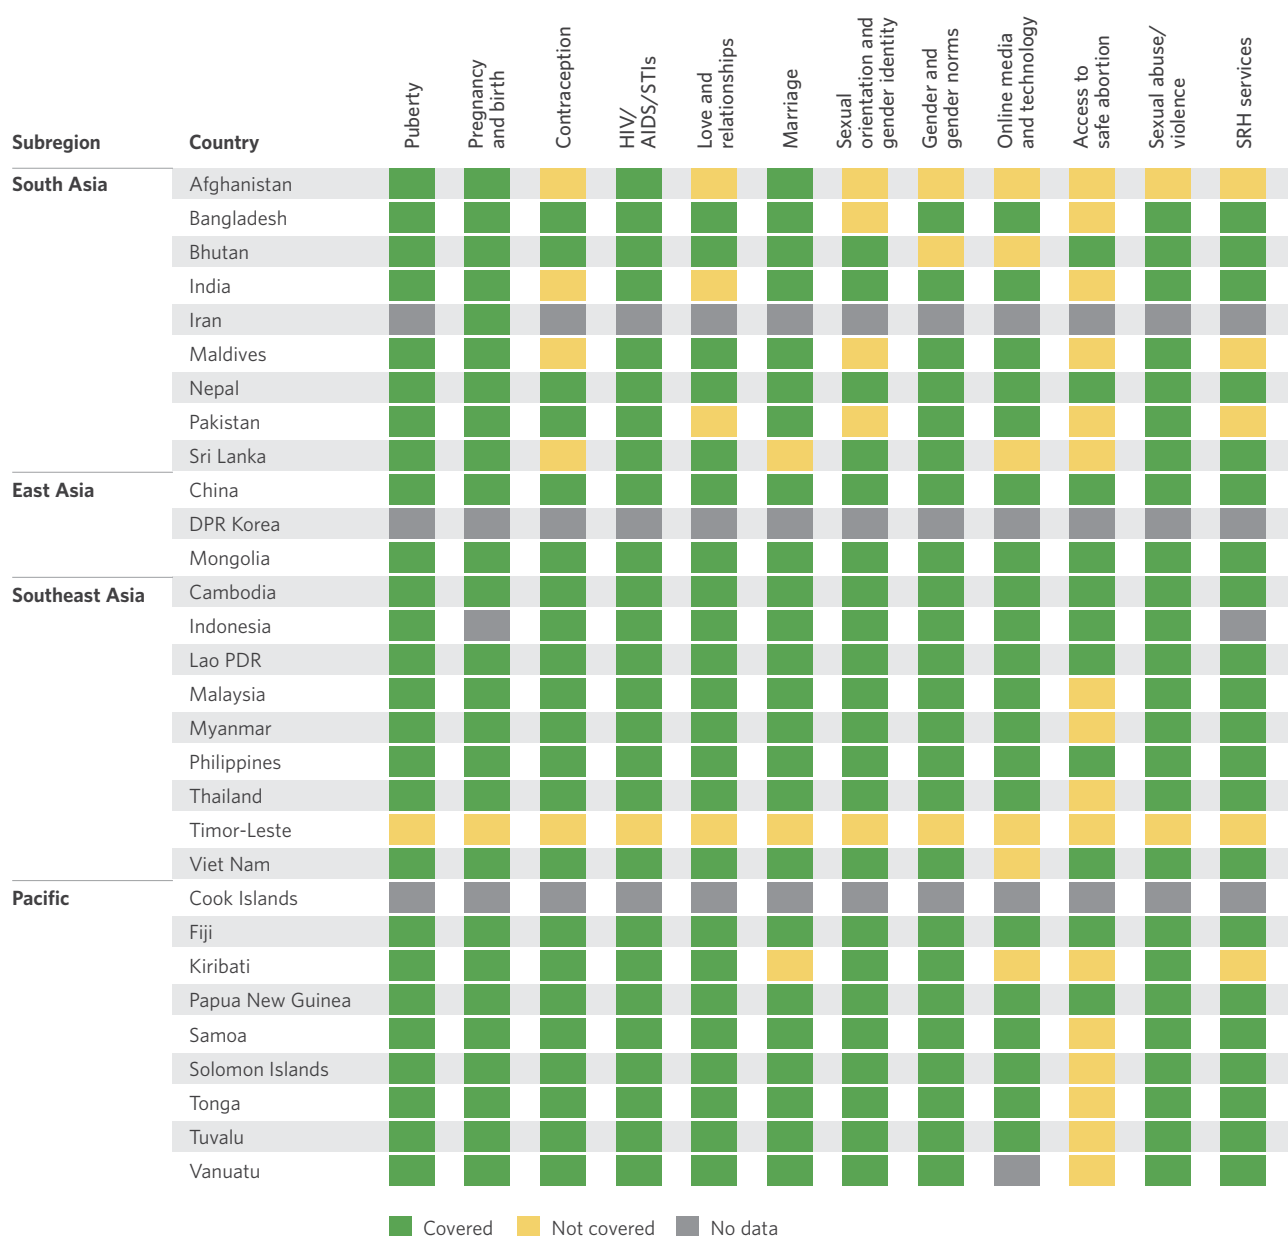 Subregion
Country
Puberty
Pregnancy
and birth
Contraception
HIV/
AIDS/STIs
Love and
relationships
Marriage
Sexual
orientation and
gender identity
Gender and
gender norms
Online media
and technology
Access to
safe abortion
Sexual abuse/
violence
SRH services
South Asia
Afghanistan
Bangladesh
Bhutan
India
Iran
Maldives
Nepal
Pakistan
Sri Lanka
East Asia
China
DPR Korea
Mongolia
Southeast Asia
Cambodia
Indonesia
Lao PDR
Malaysia
Myanmar
Philippines
Thailand
Timor-Leste
Viet Nam
Pacific
Cook Islands
Fiji
Kiribati
Papua New Guinea
Samoa
Solomon Islands
Tonga
Tuvalu
Vanuatu
Covered
Not covered
No data